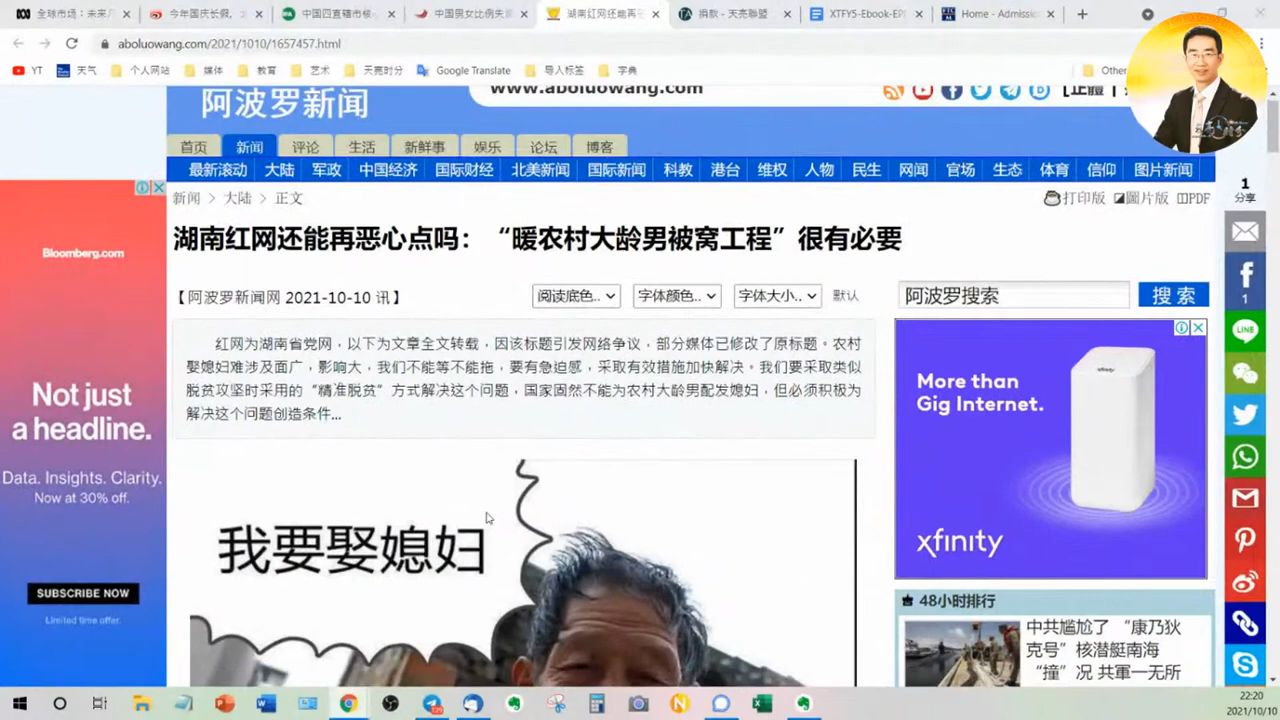 全球市场：未来几
今年国庆长假，
中国四直辖市核
中国男女比例失衡
湖南红网还能再恶
捐款 - 天亮聯盟
XTFY5-Ebook-EPI
Home - Admissio
aboluowang.com/2021/1010/1657457.html
YT
天气
个人网站
媒体
教育
艺术
天亮时分
Google Translate
导入标签
字典
Other
阿波罗新闻
www.aboluowang.com
[正體]
首页
新闻
评论
生活
新鲜事
娱乐
论坛
博客
最新滚动 大陆 军政 中国经济 国际财经 北美新闻 国际新闻 科教 港台 维权 人物 民生 网闻 官场 生态 体育 信仰 图片新闻
新闻 > 大陆 > 正文
打印版 圖片版 PDF
湖南红网还能再恶心点吗：“暖农村大龄男被窝工程”很有必要
【阿波罗新闻网 2021-10-10 讯】
阅读底色..
字体颜色..
字体大小..
默认
阿波罗搜索
搜 索
红网为湖南省党网，以下为文章全文转载，因该标题引发网络争议，部分媒体已修改了原标题。农村
娶媳妇难涉及面广，影响大，我们不能等不能拖，要有急迫感，采取有效措施加快解决。我们要采取类似
脱贫攻坚时采用的“精准脱贫”方式解决这个问题，国家固然不能为农村大龄男配发媳妇，但必须积极为
解决这个问题创造条件...
我要娶媳妇
Bloomberg.com
Not just
a headline.
Data. Insights. Clarity.
Now at 30% off.
SUBSCRIBE NOW
Limited time offer.
More than
Gig Internet.
xfinity
xfinity
48小时排行
中共尴尬了 “康乃狄
克号”核潜艇南海
“撞”况 共軍一无所
1
分享
1
LINE
22:20
2021/10/10